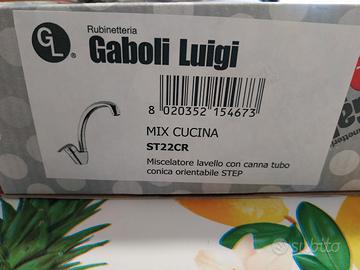 Rubinetteria
GL ®
Gaboli Luigi
8 020352 154673
MIX CUCINA
ST22CR
Miscelatore lavello con canna tubo
conica orientabile STEP
subito